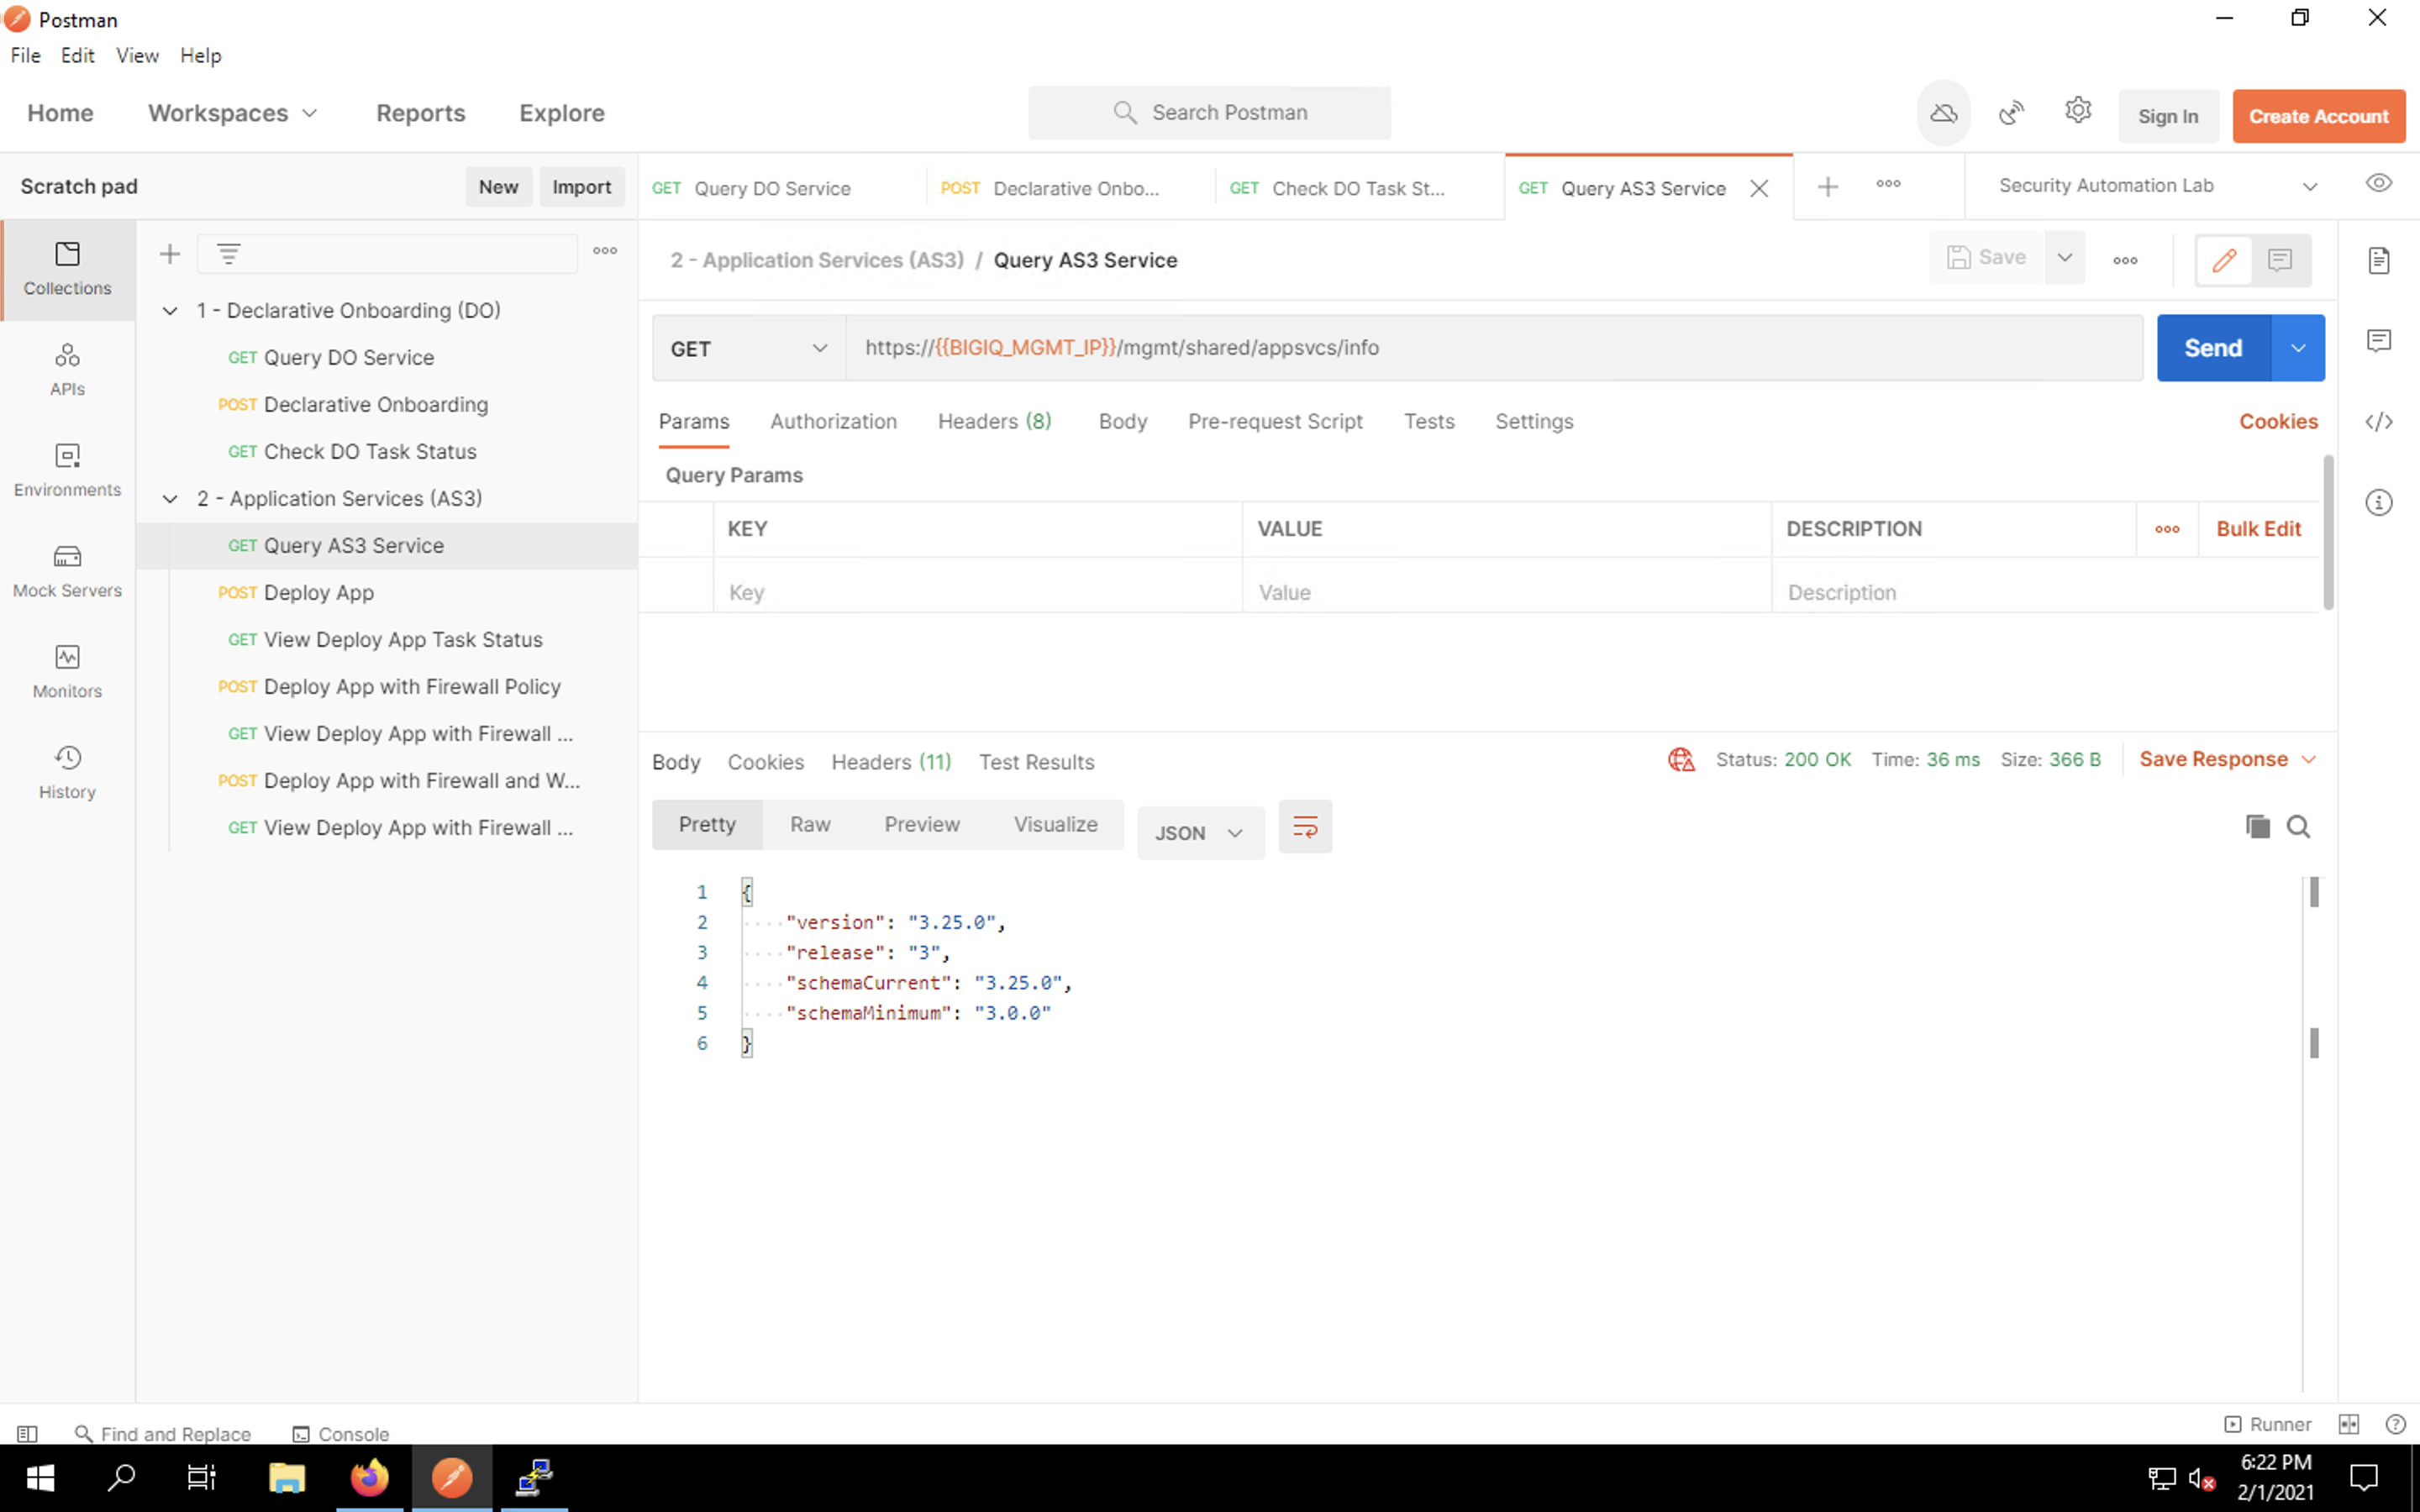 Postman
File Edit View Help
Home Workspaces Reports Explore Search Postman Sign In Create Account
Scratch pad New Import
GET Query DO Service POST Declarative Onbo... GET Check DO Task St... GET Query AS3 Service Security Automation Lab
Collections
APIs
Environments
Mock Servers
Monitors
History
1 - Declarative Onboarding (DO)
GET Query DO Service
POST Declarative Onboarding
GET Check DO Task Status
2 - Application Services (AS3)
GET Query AS3 Service
POST Deploy App
GET View Deploy App Task Status
POST Deploy App with Firewall Policy
GET View Deploy App with Firewall ...
POST Deploy App with Firewall and W...
GET View Deploy App with Firewall ...
2 - Application Services (AS3) / Query AS3 Service Save
GET https://{{BIGIQ_MGMT_IP}}/mgmt/shared/appsvcs/info Send
Params Authorization Headers (8) Body Pre-request Script Tests Settings Cookies
Query Params
KEY VALUE DESCRIPTION Bulk Edit
Key Value Description
Body Cookies Headers (11) Test Results Status: 200 OK Time: 36 ms Size: 366 B Save Response
Pretty Raw Preview Visualize JSON
1 {
2 "version": "3.25.0",
3 "release": "3",
4 "schemaCurrent": "3.25.0",
5 "schemaMinimum": "3.0.0"
6 }
Find and Replace Console Runner
6:22 PM
2/1/2021